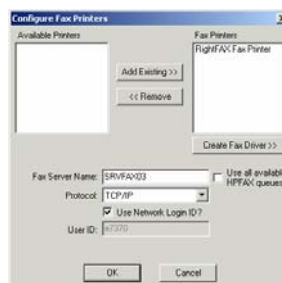 Configure Fax Printers
Available Printers
Fax Printers
RightFAX Fax Printer
Add Existing >>
<< Remove
Create Fax Driver >>
Fax Server Name: SRVFAX03
Use all available HPFAX queues
Protocol: TCP/IP
Use Network Login ID?
User ID: e7370
OK
Cancel